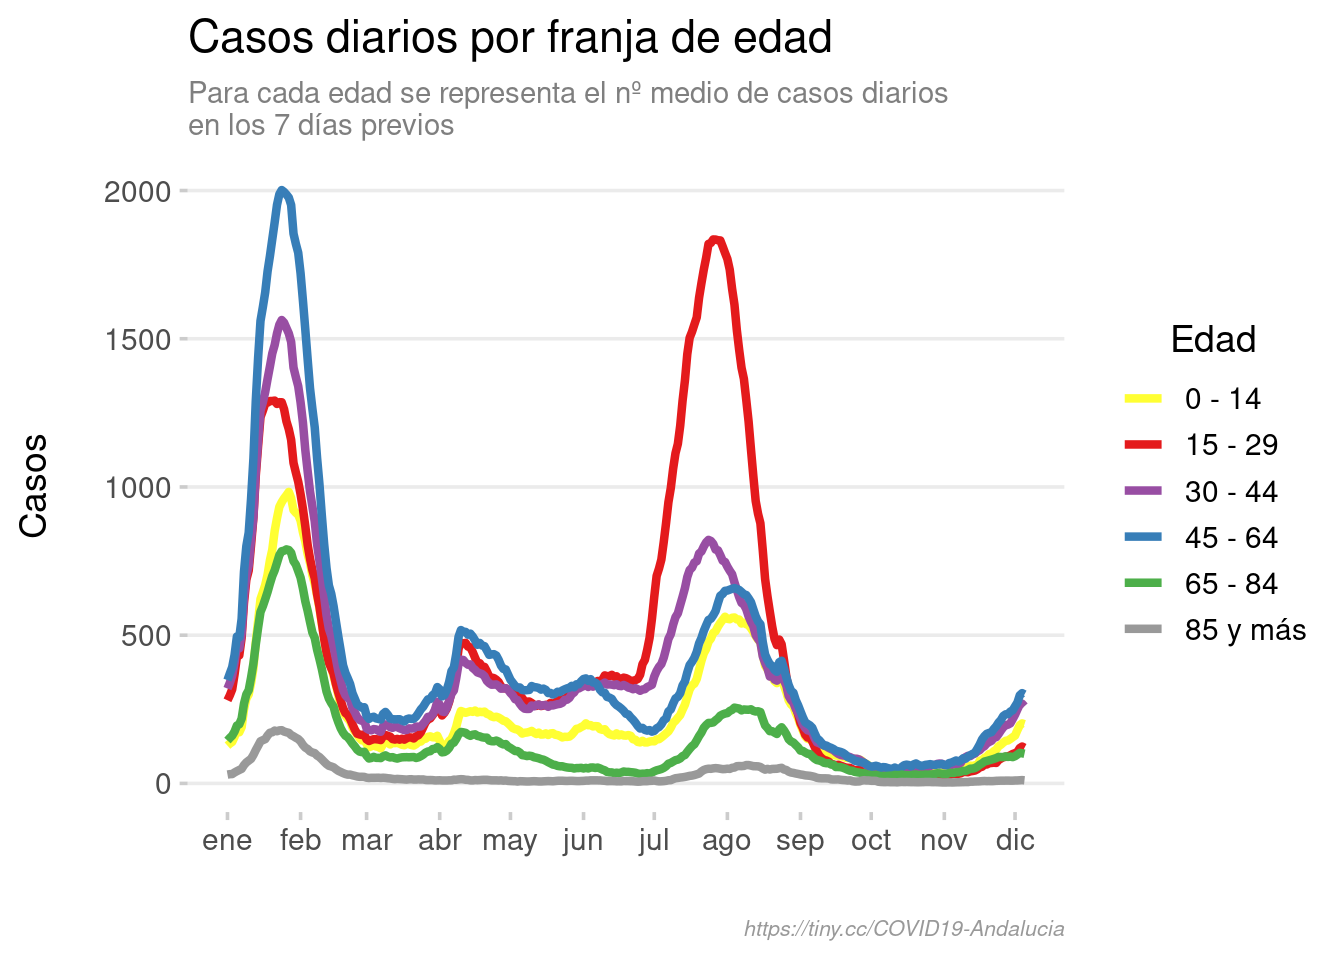 Casos diarios por franja de edad
Para cada edad se representa el nº medio de casos diarios
en los 7 días previos
2000
1500
1000
500
0
Casos
ene feb mar abr may jun jul ago sep oct nov dic
Edad
0 - 14
15 - 29
30 - 44
45 - 64
65 - 84
85 y más
https://tiny.cc/COVID19-Andalucia